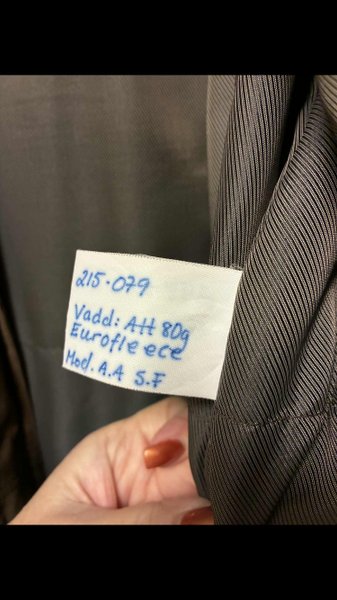 215-079
Vadd: AH 80g
Eurofleece
Mod. A.A S.F